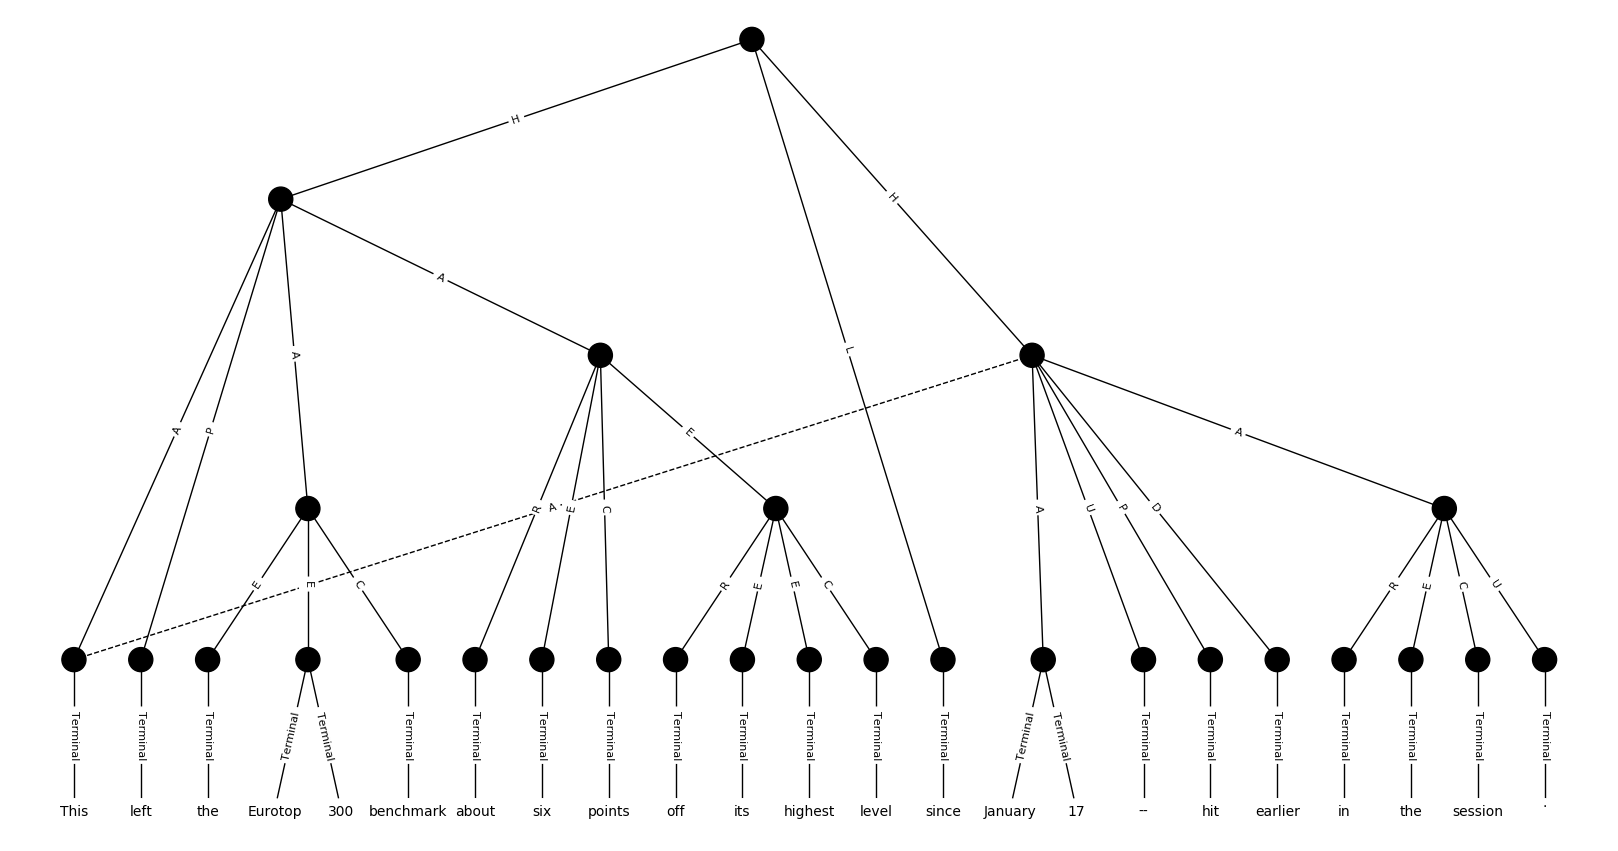 H
H
A
A
L
A
P
E
A
A
R
A
E
C
A
U
P
D
E
E
C
R
E
E
C
R
E
C
U
Terminal Terminal Terminal Terminal Terminal Terminal Terminal Terminal Terminal Terminal Terminal Terminal Terminal Terminal Terminal Terminal Terminal Terminal Terminal Terminal Terminal Terminal Terminal
This left the Eurotop 300 benchmark about six points off its highest level since January 17 -- hit earlier in the session .